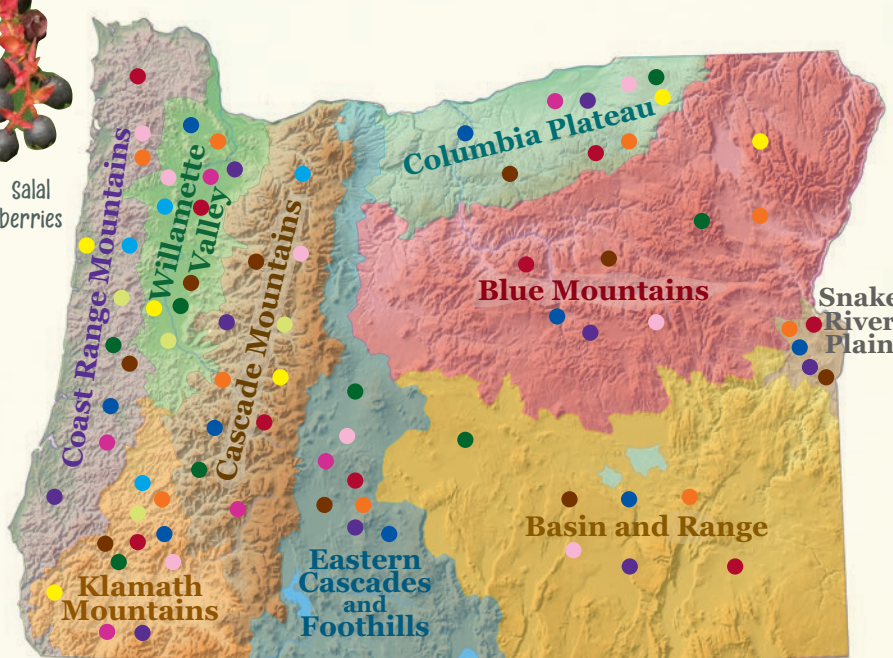 Salal
berries
Coast Range Mountains
Willamette
Valley
Cascade Mountains
Columbia Plateau
Blue Mountains
Snake
River
Plain
Basin and Range
Eastern
Cascades
and
Foothills
Klamath
Mountains